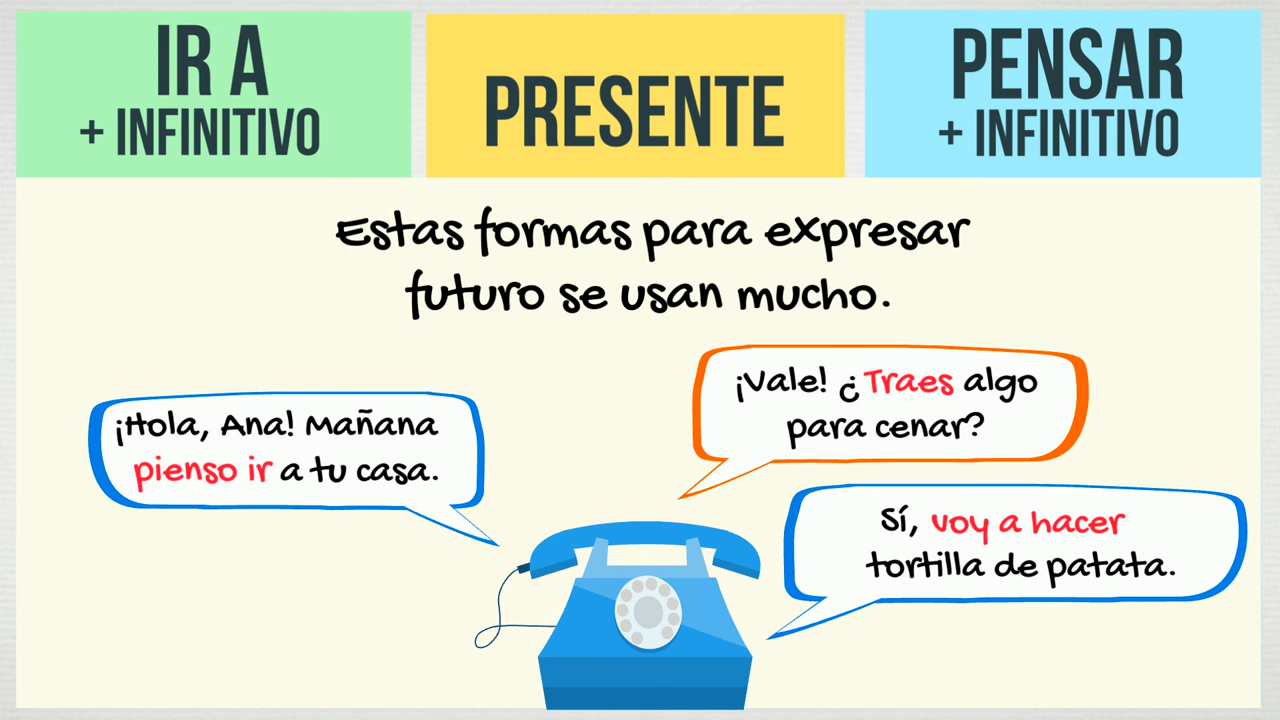 IR A
+ INFINITIVO
PRESENTE
PENSAR
+ INFINITIVO
Estas formas para expresar
futuro se usan mucho.
¡Hola, Ana! Mañana
pienso ir a tu casa.
¡Vale! ¿Traes algo
para cenar?
Sí, voy a hacer
tortilla de patata.